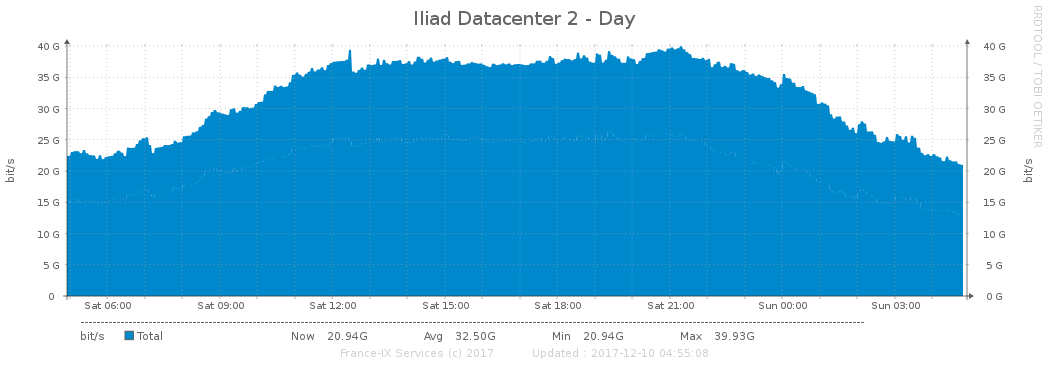 Iliad Datacenter 2 - Day
RRDTOOL / TOBI OETIKER
40 G 40 G
35 G 35 G
30 G 30 G
25 G 25 G
20 G 20 G
15 G 15 G
10 G 10 G
5 G 5 G
0 0 G
bit/s bit/s
Sat 06:00 Sat 09:00 Sat 12:00 Sat 15:00 Sat 18:00 Sat 21:00 Sun 00:00 Sun 03:00
bit/s Total Now 20.94G Avg 32.50G Min 20.94G Max 39.93G
France-IX Services (c) 2017 Updated : 2017-12-10 04:55:08